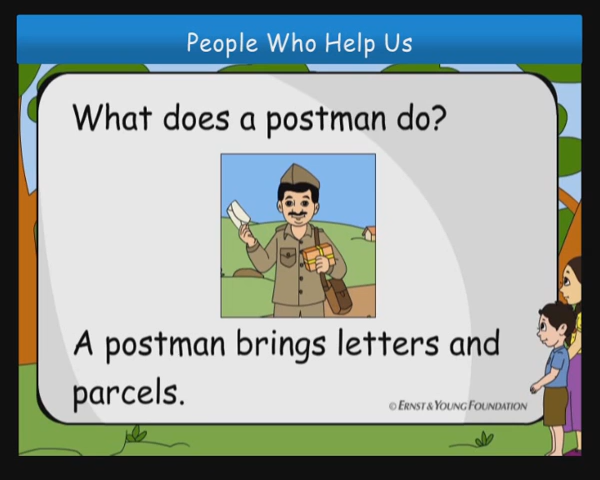 People Who Help Us
What does a postman do?
A postman brings letters and
parcels.
© ERNST & YOUNG FOUNDATION